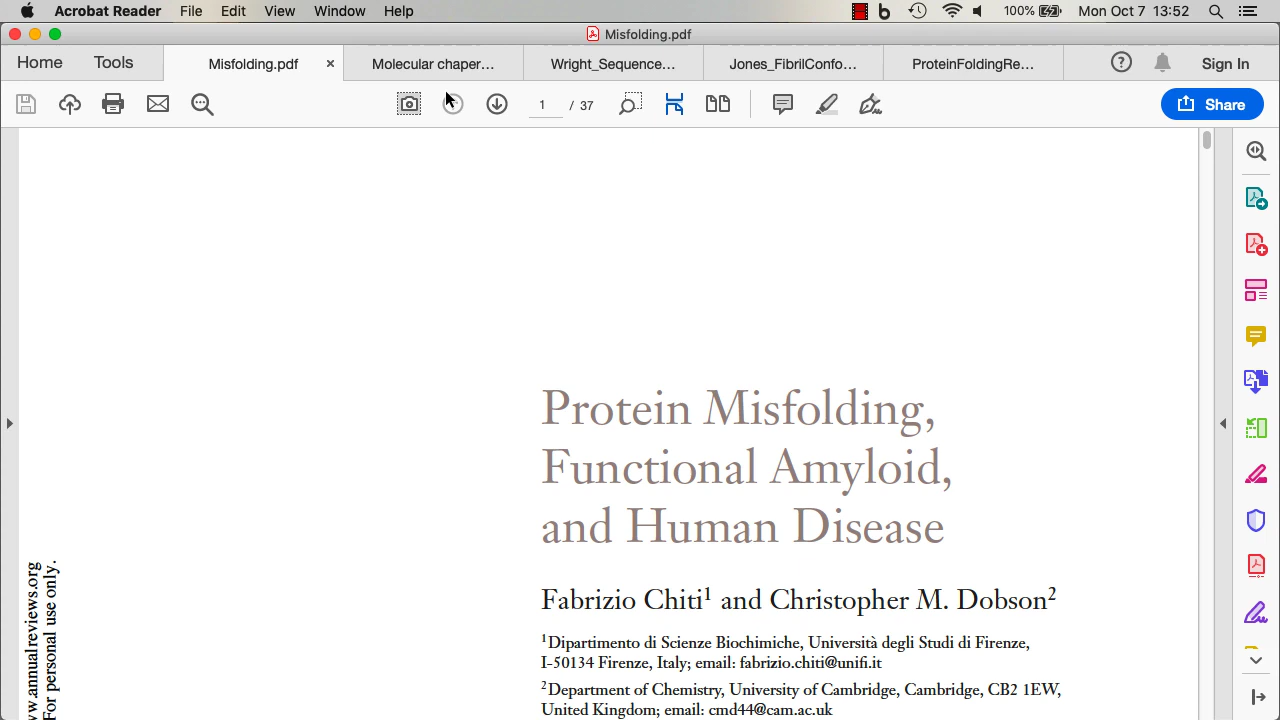 Acrobat Reader File Edit View Window Help 100% Mon Oct 7 13:52
Misfolding.pdf
Home Tools Misfolding.pdf × Molecular chaper... Wright_Sequence... Jones_FibrilConfo... ProteinFoldingRe... Sign In
1 / 37 Share
Protein Misfolding,
Functional Amyloid,
and Human Disease
Fabrizio Chiti¹ and Christopher M. Dobson²
¹Dipartimento di Scienze Biochimiche, Università degli Studi di Firenze,
I-50134 Firenze, Italy; email: fabrizio.chiti@unifi.it
²Department of Chemistry, University of Cambridge, Cambridge, CB2 1EW,
United Kingdom; email: cmd44@cam.ac.uk
w.annualreviews.org
For personal use only.